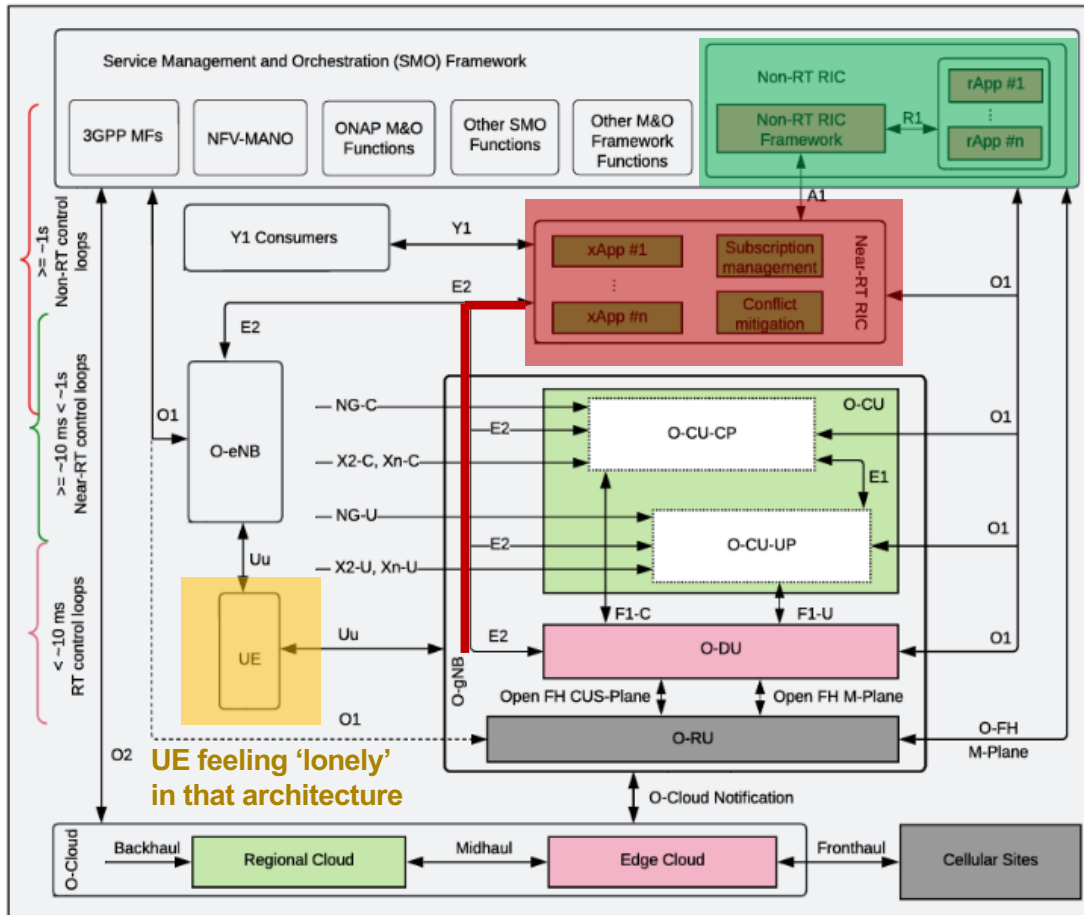 Service Management and Orchestration (SMO) Framework
3GPP MFs
NFV-MANO
ONAP M&O
Functions
Other SMO
Functions
Other M&O
Framework
Functions
Non-RT RIC
Non-RT RIC
Framework
R1
rApp #1
⋮
rApp #n
A1
Y1 Consumers
Y1
xApp #1
⋮
xApp #n
Subscription
management
Conflict
mitigation
Near-RT RIC
>= ~1s
Non-RT control
loops
>= ~10 ms < ~1s
Near-RT control loops
< ~10 ms
RT control loops
E2
E2
O1
O1
O-eNB
NG-C
E2
X2-C, Xn-C
O-CU
O-CU-CP
O1
E1
NG-U
E2
X2-U, Xn-U
O-CU-UP
O1
Uu
UE
Uu
F1-C
F1-U
E2
O-DU
O1
O-gNB
Open FH CUS-Plane
Open FH M-Plane
O1
O-RU
O-FH
M-Plane
O2
UE feeling ‘lonely’
in that architecture
O-Cloud Notification
O-Cloud
Backhaul
Regional Cloud
Midhaul
Edge Cloud
Fronthaul
Cellular Sites